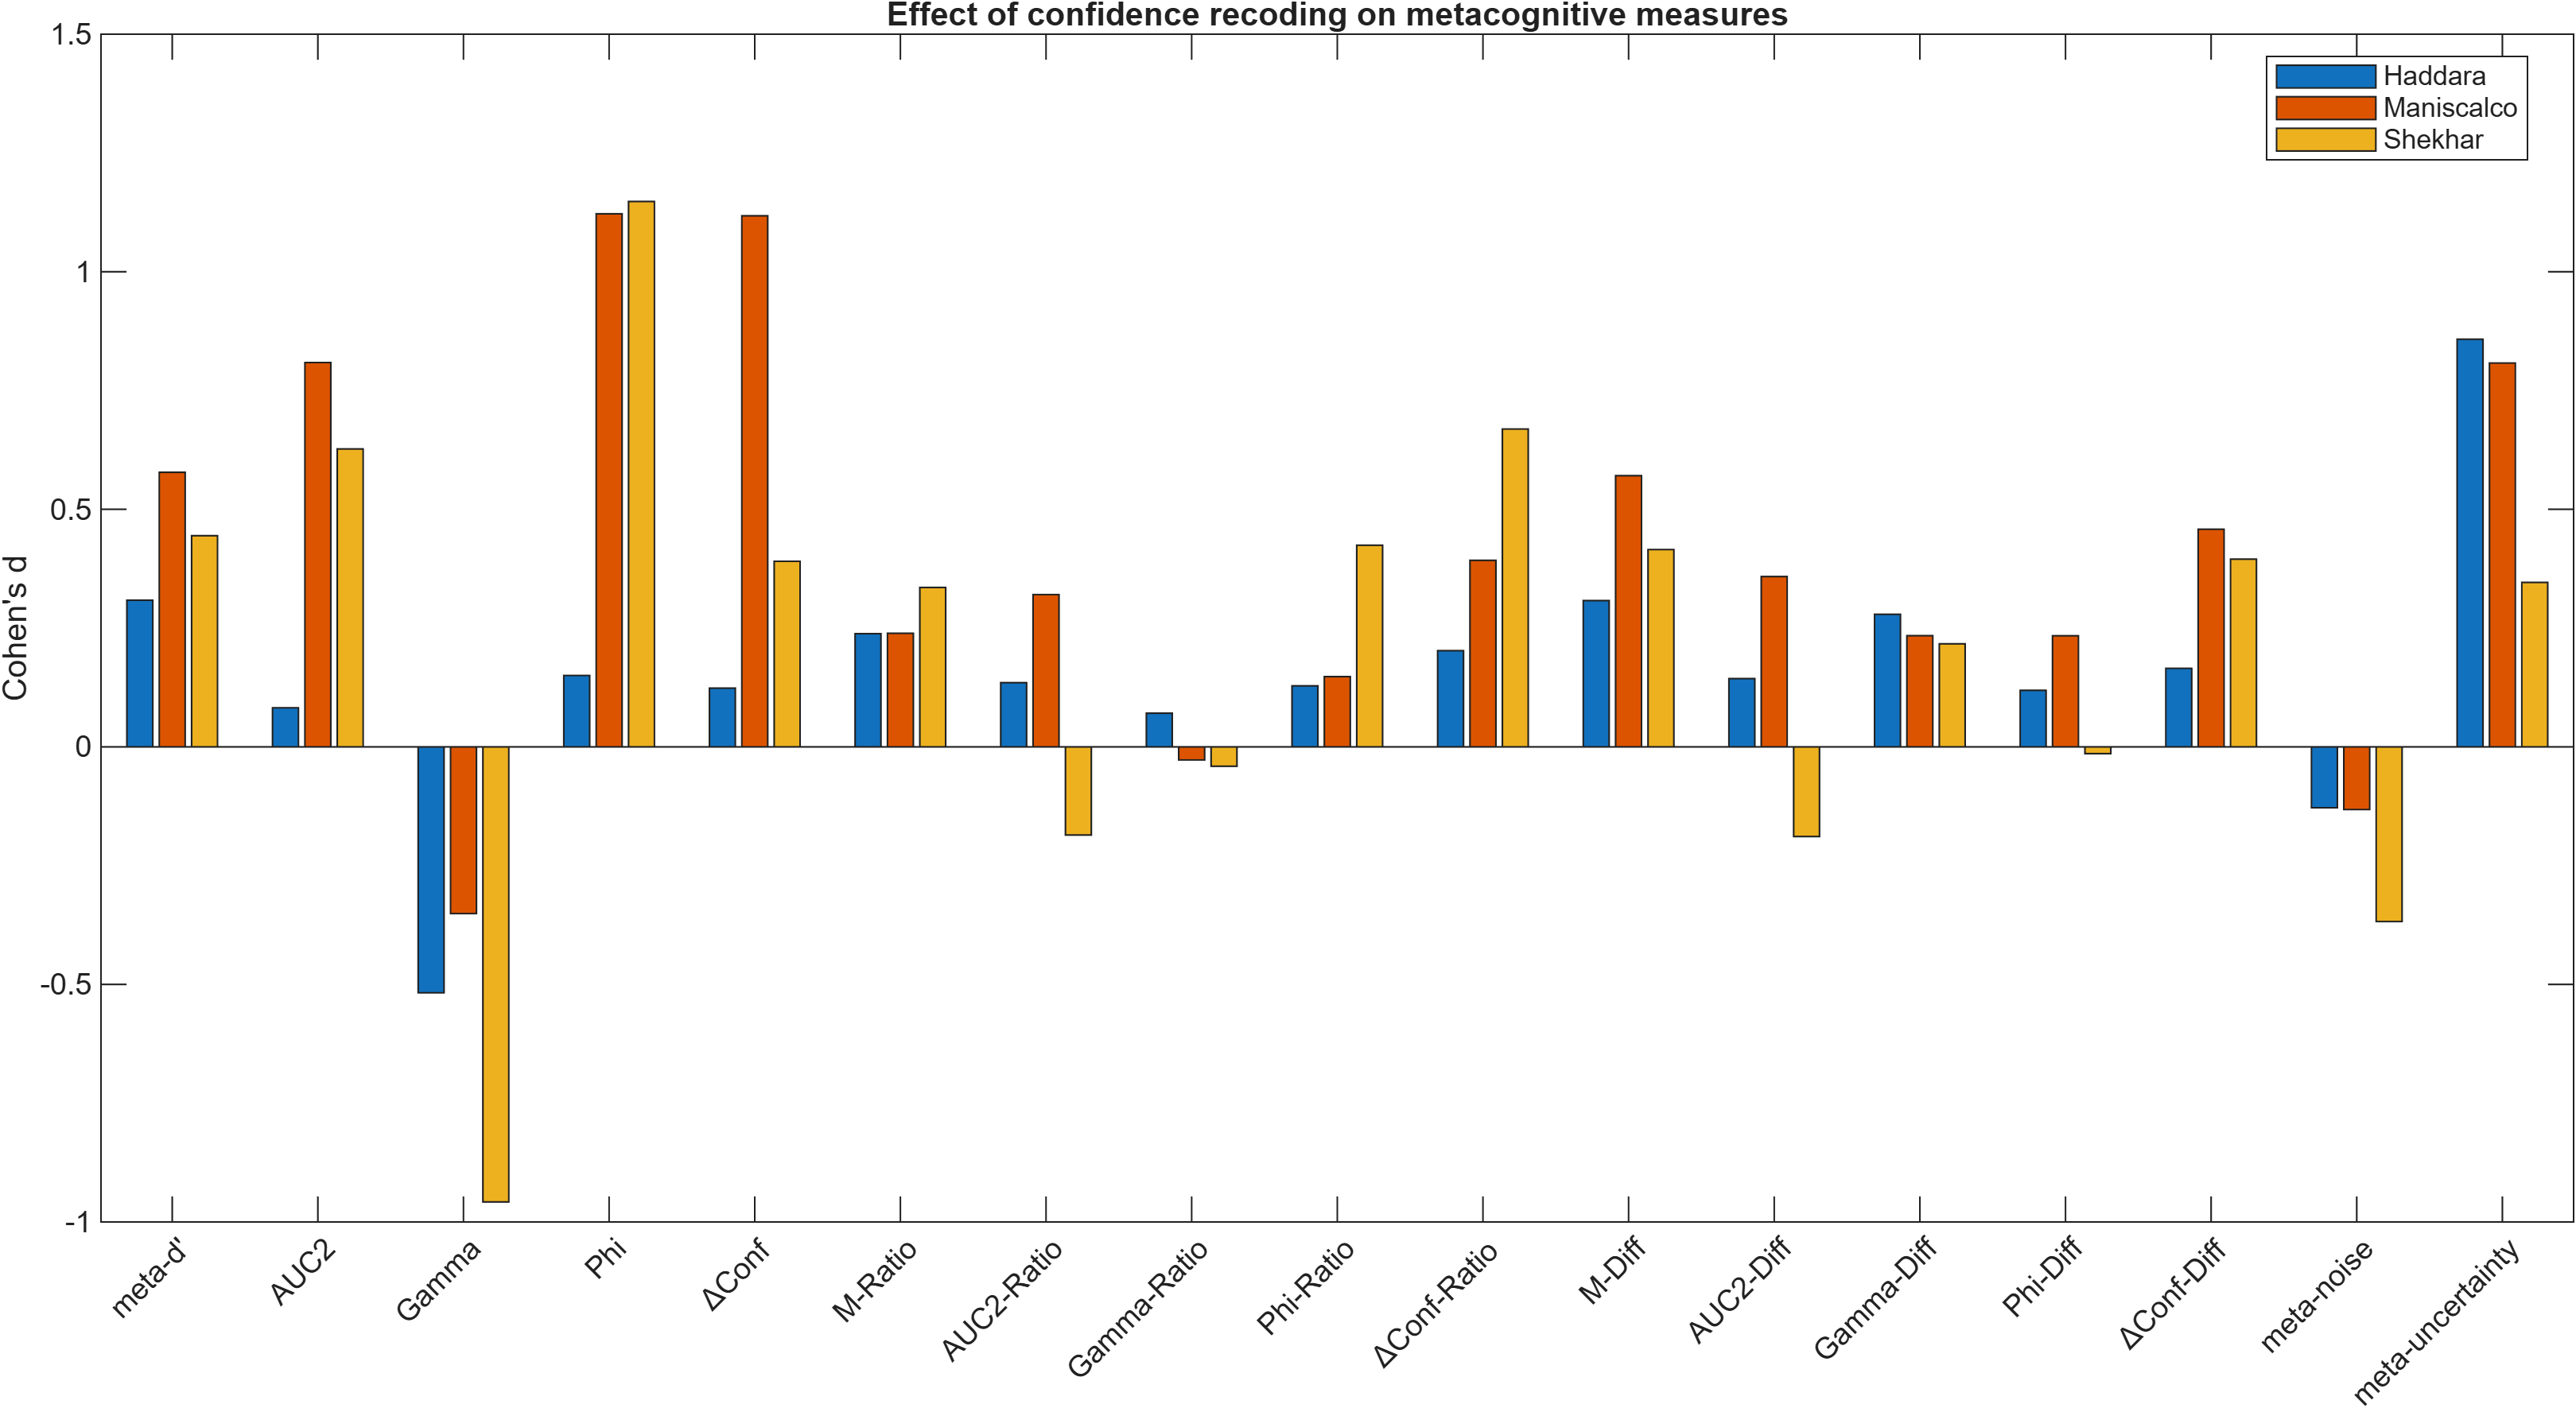 Effect of confidence recoding on metacognitive measures
1.5
1
0.5
0
-0.5
-1
Cohen's d
Haddara
Maniscalco
Shekhar
meta-d'
AUC2
Gamma
Phi
ΔConf
M-Ratio
AUC2-Ratio
Gamma-Ratio
Phi-Ratio
ΔConf-Ratio
M-Diff
AUC2-Diff
Gamma-Diff
Phi-Diff
ΔConf-Diff
meta-noise
meta-uncertainty